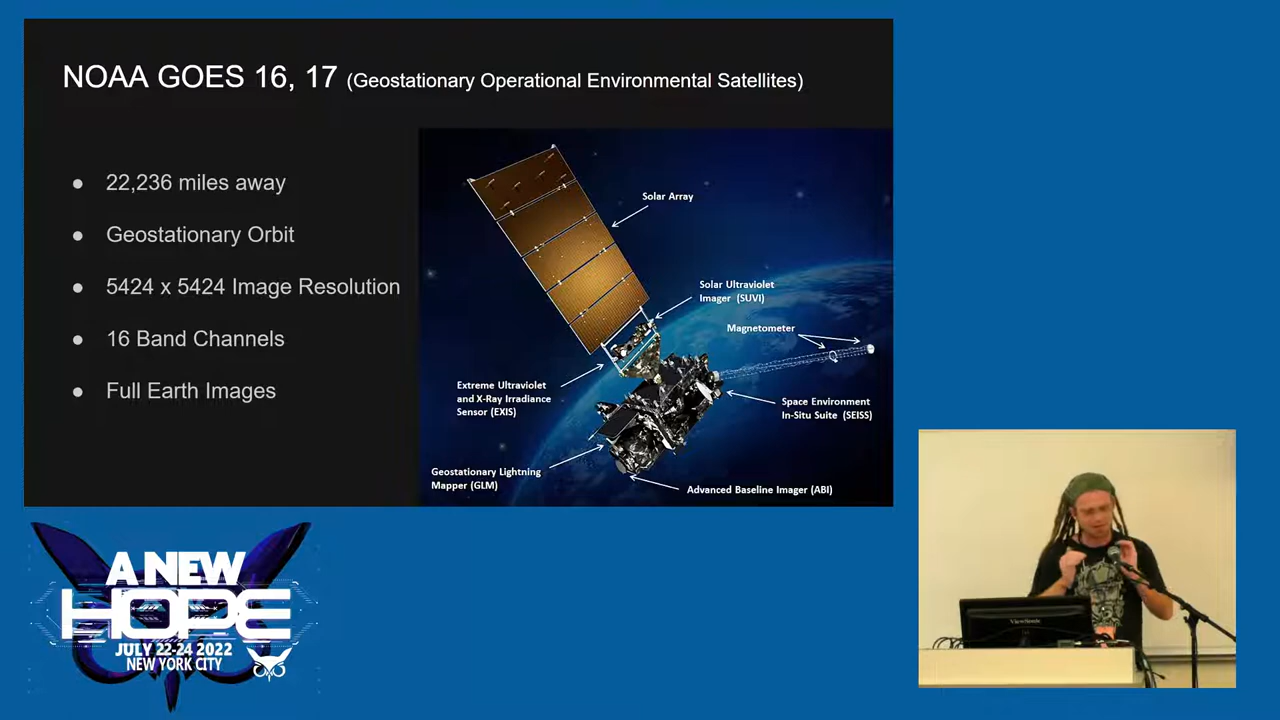 NOAA GOES 16, 17 (Geostationary Operational Environmental Satellites)
● 22,236 miles away
● Geostationary Orbit
● 5424 x 5424 Image Resolution
● 16 Band Channels
● Full Earth Images
Solar Array
Solar Ultraviolet
Imager (SUVI)
Magnetometer
Extreme Ultraviolet
and X-Ray Irradiance
Sensor (EXIS)
Space Environment
In-Situ Suite (SEISS)
Geostationary Lightning
Mapper (GLM)
Advanced Baseline Imager (ABI)
A NEW
HOPE
JULY 22-24 2022
NEW YORK CITY
ViewSonic